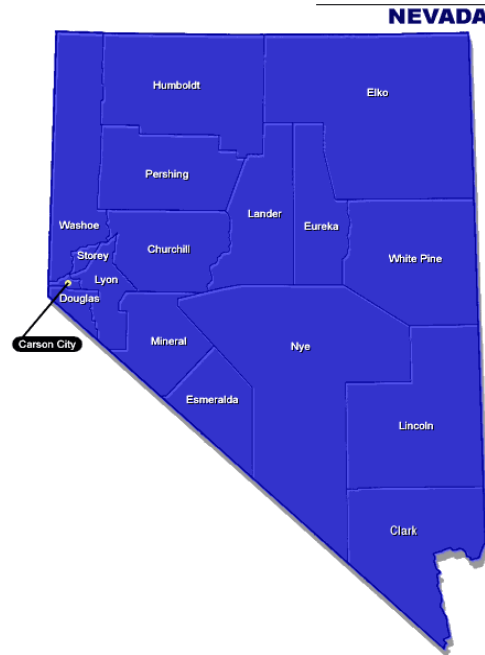 NEVADA
Humboldt
Elko
Pershing
Lander
Eureka
Washoe
Storey
Churchill
White Pine
Lyon
Douglas
Carson City
Mineral
Nye
Esmeralda
Lincoln
Clark